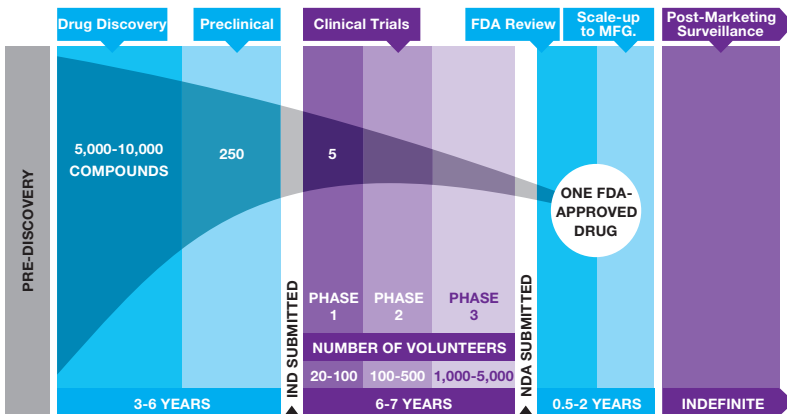 Drug Discovery
Preclinical
Clinical Trials
FDA Review
Scale-up
to MFG.
Post-Marketing
Surveillance
PRE-DISCOVERY
5,000-10,000
COMPOUNDS
250
5
ONE FDA-
APPROVED
DRUG
IND SUBMITTED
NDA SUBMITTED
PHASE
1
PHASE
2
PHASE
3
NUMBER OF VOLUNTEERS
20-100
100-500
1,000-5,000
3-6 YEARS
6-7 YEARS
0.5-2 YEARS
INDEFINITE